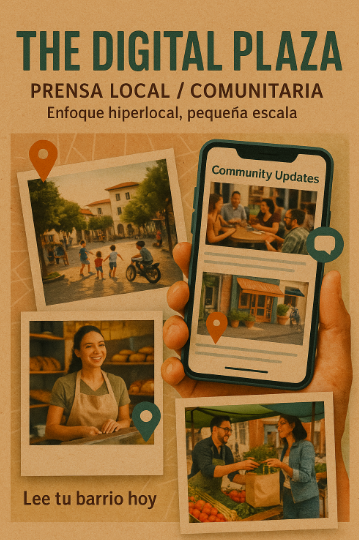 THE DIGITAL PLAZA
PRENSA LOCAL / COMUNITARIA
Enfoque hiperlocal, pequeña escala
Community Updates
Lee tu barrio hoy